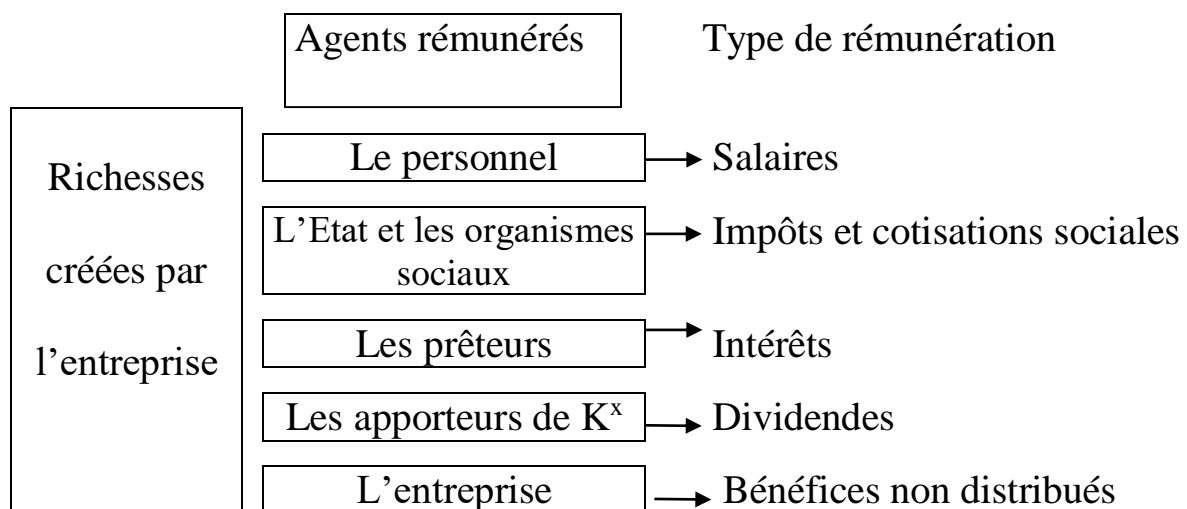 Agents rémunérés Type de rémunération
Richesses
créées par
l’entreprise
Le personnel Salaires
L’Etat et les organismes
sociaux
Impôts et cotisations sociales
Les prêteurs Intérêts
Les apporteurs de Kˣ Dividendes
L’entreprise Bénéfices non distribués